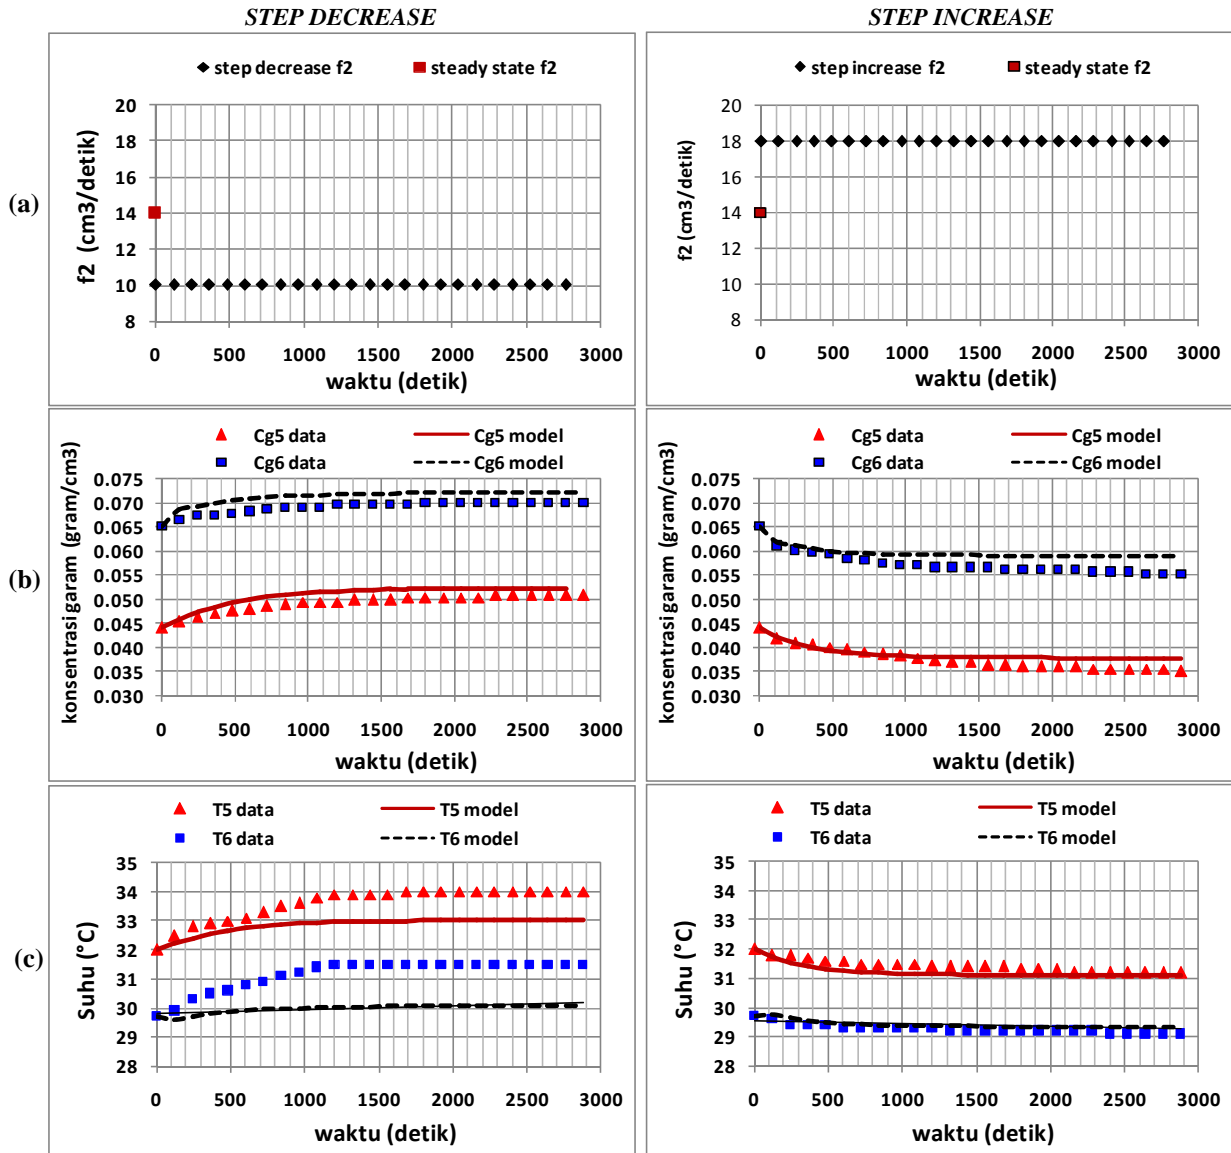 STEP DECREASE
STEP INCREASE
(a)
step decrease f2 steady state f2
f2 (cm3/detik)
20
18
16
14
12
10
8
0 500 1000 1500 2000 2500 3000
waktu (detik)
step increase f2 steady state f2
f2 (cm3/detik)
20
18
16
14
12
10
8
0 500 1000 1500 2000 2500 3000
waktu (detik)
(b)
Cg5 data Cg5 model
Cg6 data Cg6 model
konsentrasi garam (gram/cm3)
0.075
0.070
0.065
0.060
0.055
0.050
0.045
0.040
0.035
0.030
0 500 1000 1500 2000 2500 3000
waktu (detik)
Cg5 data Cg5 model
Cg6 data Cg6 model
konsentrasi garam (gram/cm3)
0.075
0.070
0.065
0.060
0.055
0.050
0.045
0.040
0.035
0.030
0 500 1000 1500 2000 2500 3000
waktu (detik)
(c)
T5 data T5 model
T6 data T6 model
Suhu (°C)
35
34
33
32
31
30
29
28
0 500 1000 1500 2000 2500 3000
waktu (detik)
T5 data T5 model
T6 data T6 model
Suhu (°C)
35
34
33
32
31
30
29
28
0 500 1000 1500 2000 2500 3000
waktu (detik)